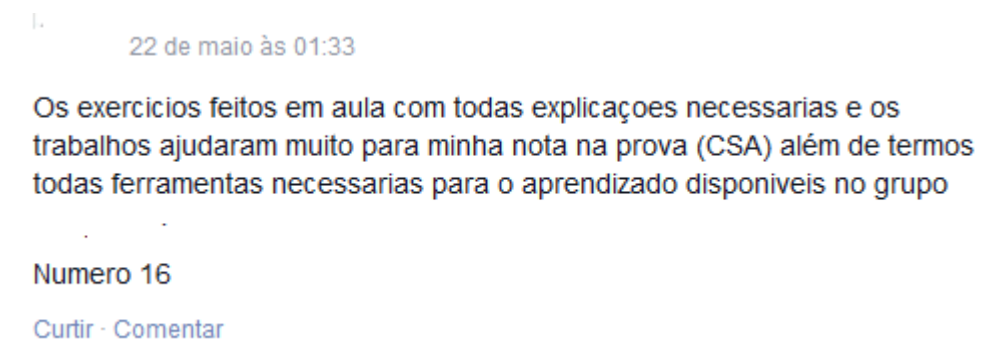 22 de maio às 01:33
Os exercicios feitos em aula com todas explicaçoes necessarias e os
trabalhos ajudaram muito para minha nota na prova (CSA) além de termos
todas ferramentas necessarias para o aprendizado disponiveis no grupo
Numero 16
Curtir · Comentar